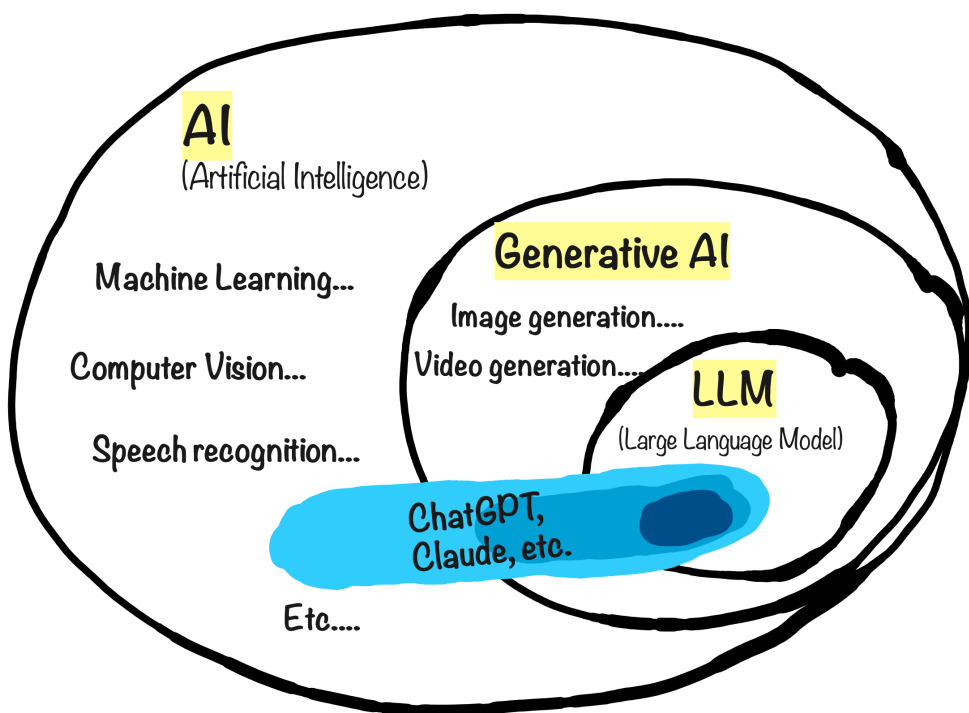 AI
(Artificial Intelligence)
Generative AI
Machine Learning...
Image generation....
Computer Vision...
Video generation....
LLM
(Large Language Model)
Speech recognition...
ChatGPT,
Claude, etc.
Etc....